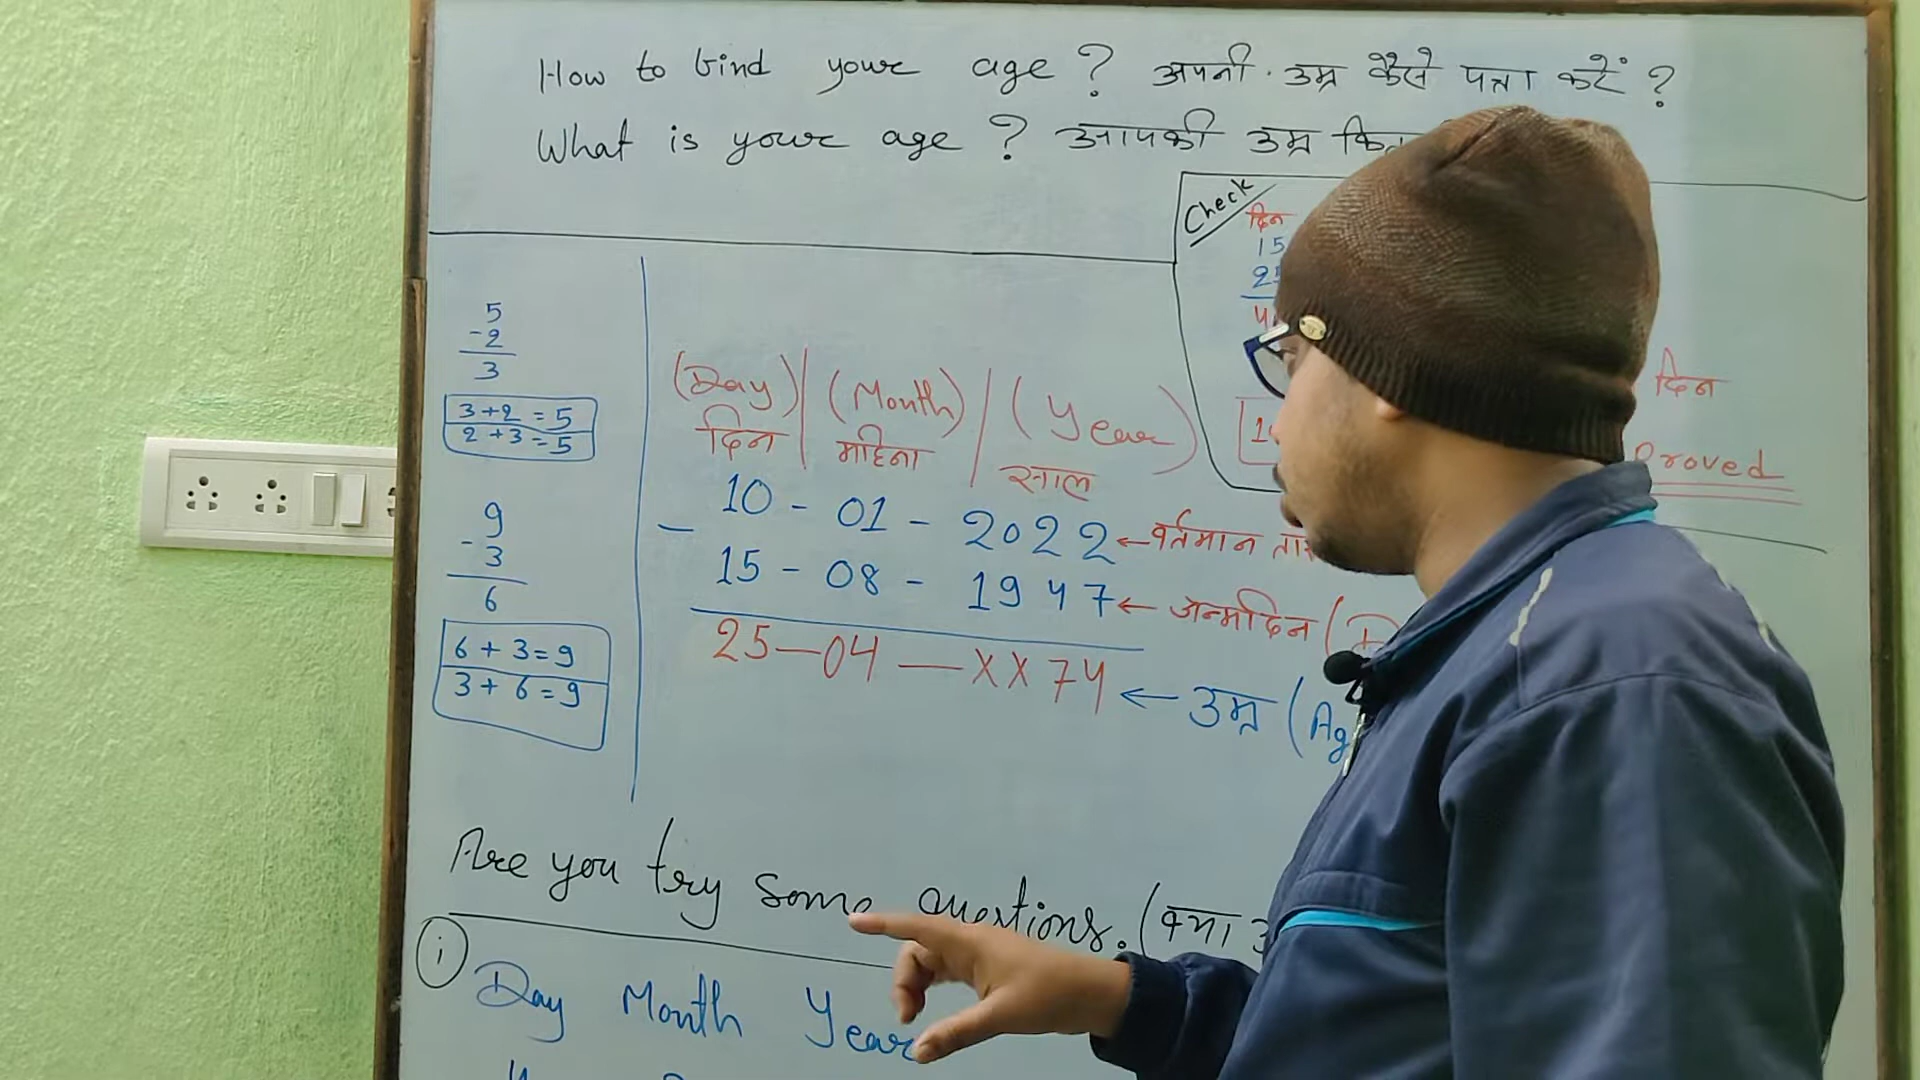 How to find your age ? अपनी उम्र कैसे पता करें ?
What is your age ? आपकी उम्र
Check
दिन
15
5
-2
3
3+2=5
2+3=5
9
-3
6
6+3=9
3+6=9
(Day) | (Month) | (Year)
दिन महिना साल
10 - 01 - 2022 ← वर्तमान
- 15 - 08 - 1947 ← जन्मदिन (
25 — 04 — XX74 ← उम्र (
दिन
Proved
Are you try some questions. (क्या
i
Day Month Year